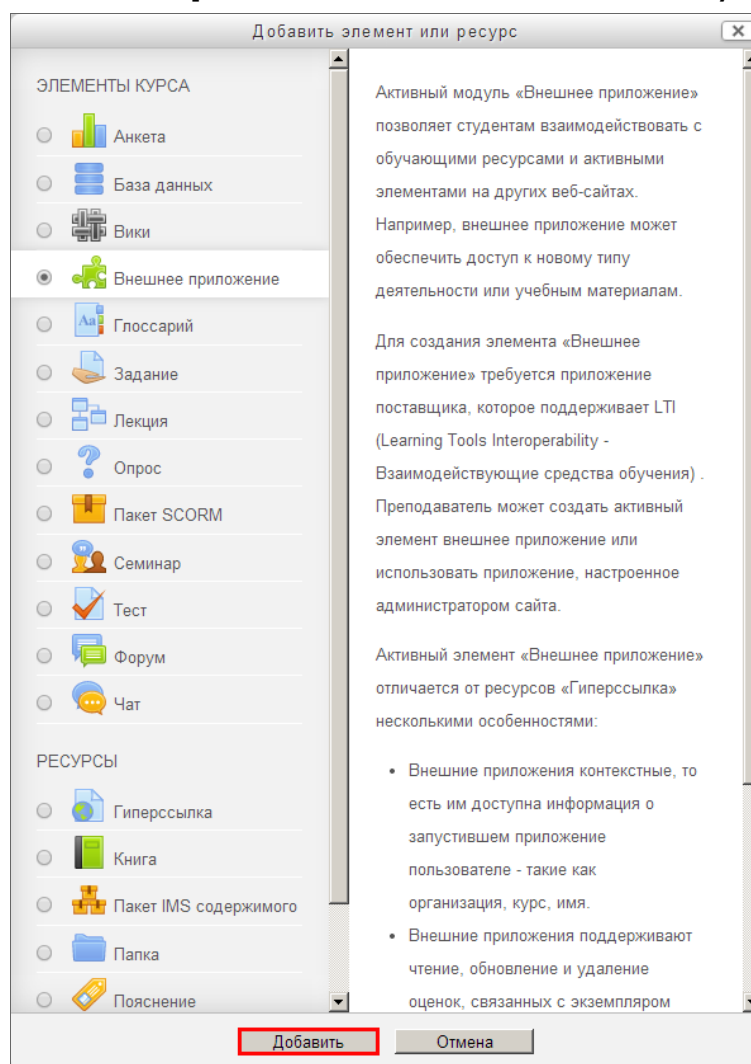 Добавить элемент или ресурс
ЭЛЕМЕНТЫ КУРСА
Анкета
База данных
Вики
Внешнее приложение
Глоссарий
Задание
Лекция
Опрос
Пакет SCORM
Семинар
Тест
Форум
Чат
РЕСУРСЫ
Гиперссылка
Книга
Пакет IMS содержимого
Папка
Пояснение
Активный модуль «Внешнее приложение»
позволяет студентам взаимодействовать с
обучающими ресурсами и активными
элементами на других веб-сайтах.
Например, внешнее приложение может
обеспечить доступ к новому типу
деятельности или учебным материалам.
Для создания элемента «Внешнее
приложение» требуется приложение
поставщика, которое поддерживает LTI
(Learning Tools Interoperability -
Взаимодействующие средства обучения) .
Преподаватель может создать активный
элемент внешнее приложение или
использовать приложение, настроенное
администратором сайта.
Активный элемент «Внешнее приложение»
отличается от ресурсов «Гиперссылка»
несколькими особенностями:
• Внешние приложения контекстные, то
есть им доступна информация о
запустившем приложение
пользователе - такие как
организация, курс, имя.
• Внешние приложения поддерживают
чтение, обновление и удаление
оценок, связанных с экземпляром
Добавить
Отмена